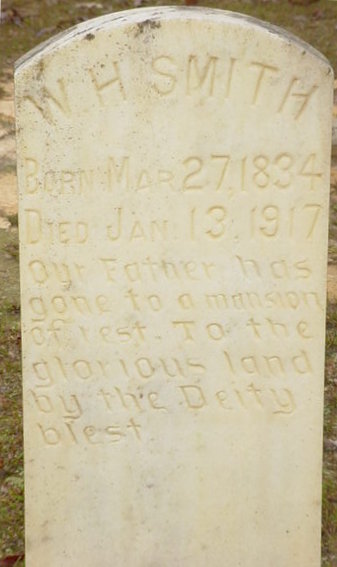 W H SMITH
BORN MAR 27, 1834
DIED JAN. 13, 1917
Our Father has
gone to a mansion
of rest. To the
glorious land
by the Deity
blest.